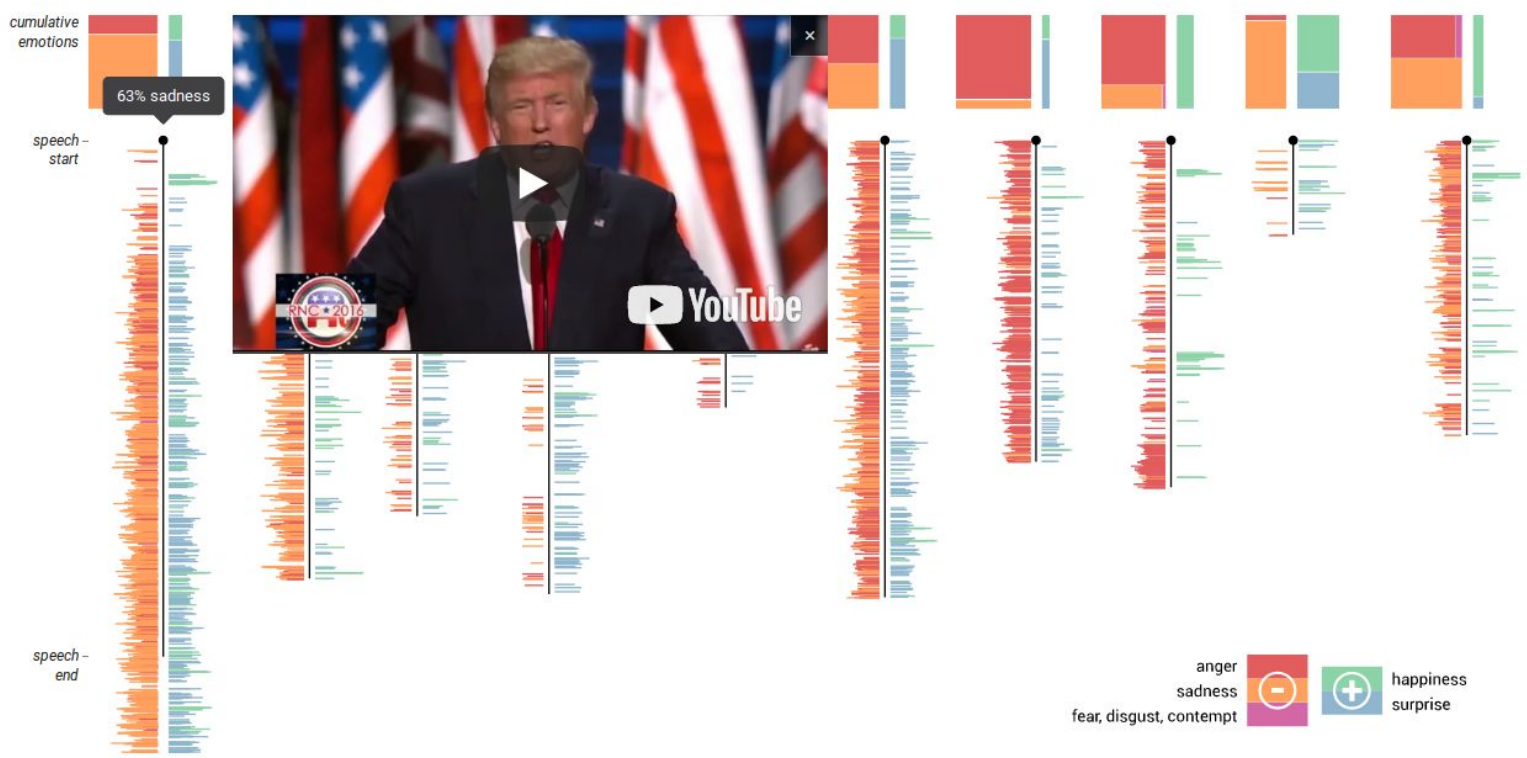 cumulative
emotions
×
63% sadness
speech
start
RNC★2016
YouTube
speech
end
anger
sadness
fear, disgust, contempt
happiness
surprise